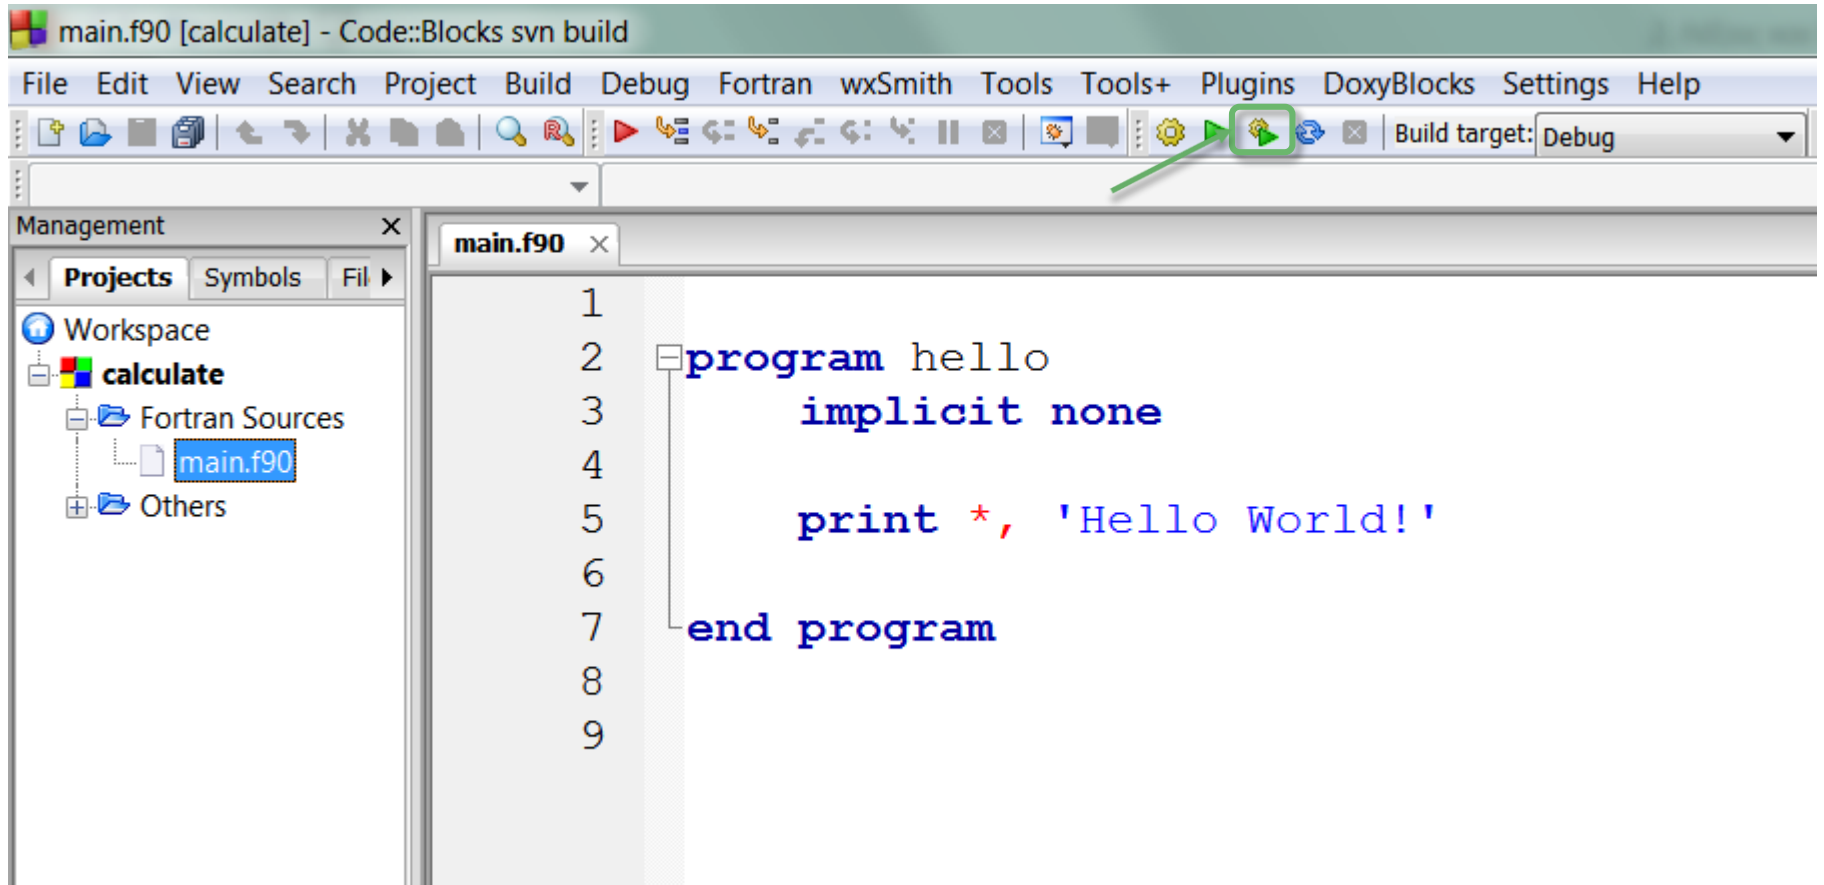 main.f90 [calculate] - Code::Blocks svn build
File Edit View Search Project Build Debug Fortran wxSmith Tools Tools+ Plugins DoxyBlocks Settings Help
Build target: Debug
Management
main.f90
Projects Symbols Fil
Workspace
calculate
Fortran Sources
main.f90
Others
1
2 program hello
3 implicit none
4
5 print *, 'Hello World!'
6
7 end program
8
9